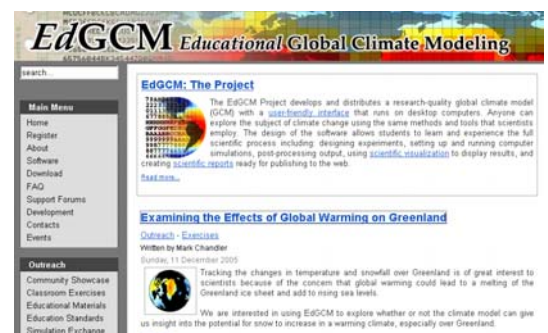 EdGCM Educational Global Climate Modeling
search...
Main Menu
Home
Register
About
Software
Download
FAQ
Support Forums
Development
Contacts
Events
Outreach
Community Showcase
Classroom Exercises
Educational Materials
Education Standards
Simulation Exchange
EdGCM: The Project
The EdGCM Project develops and distributes a research-quality global climate model
(GCM) with a user-friendly interface that runs on desktop computers. Anyone can
explore the subject of climate change using the same methods and tools that scientists
employ. The design of the software allows students to learn and experience the full
scientific process including: designing experiments, setting up and running computer
simulations, post-processing output, using scientific visualization to display results, and
creating scientific reports ready for publishing to the web.
Read more...
Examining the Effects of Global Warming on Greenland
Outreach - Exercises
Written by Mark Chandler
Sunday, 11 December 2005
Tracking the changes in temperature and snowfall over Greenland is of great interest to
scientists because of the concern that global warming could lead to a melting of the
Greenland ice sheet and add to rising sea levels.
We are interested in using EdGCM to explore whether or not the climate model can give
us insight into the potential for snow to increase in a warming climate, especially over Greenland.